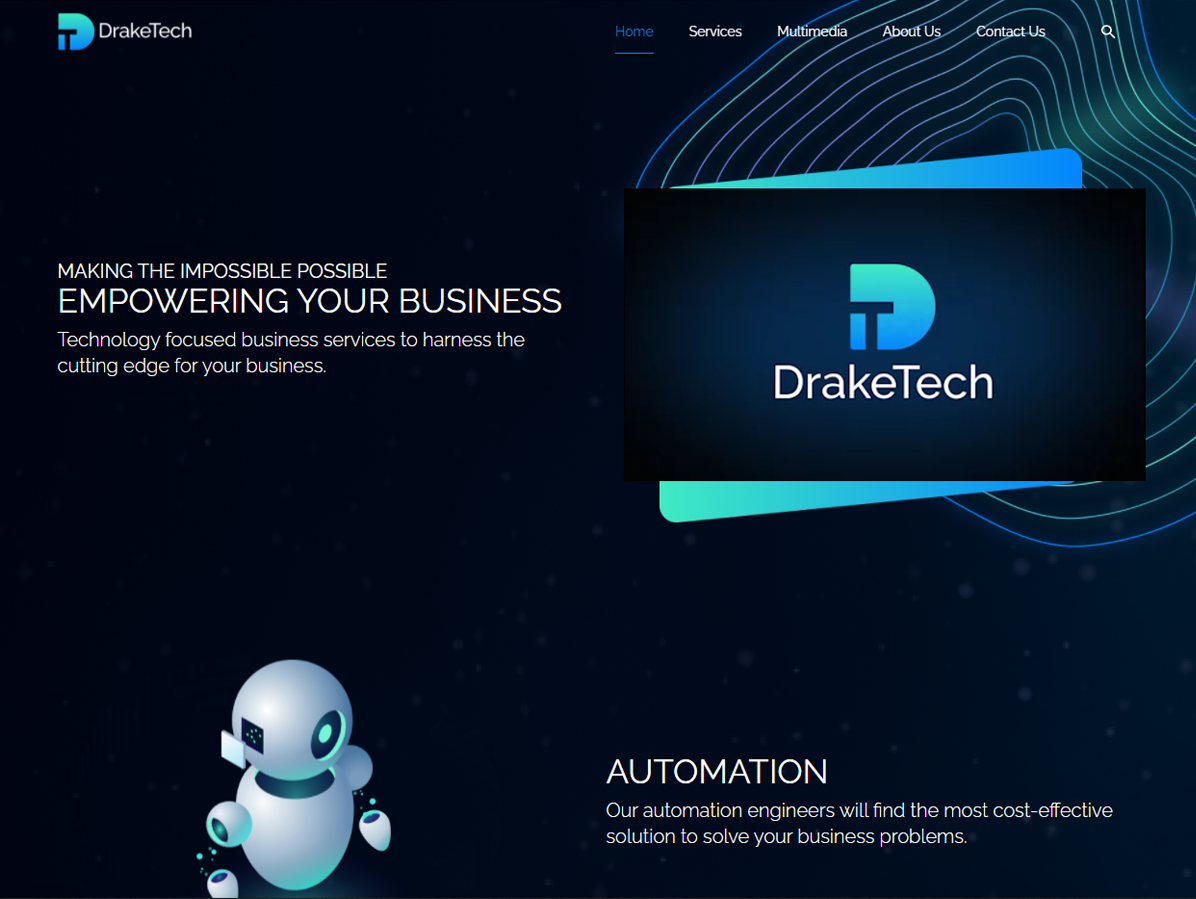 DrakeTech
Home Services Multimedia About Us Contact Us
MAKING THE IMPOSSIBLE POSSIBLE
EMPOWERING YOUR BUSINESS
Technology focused business services to harness the
cutting edge for your business.
DrakeTech
AUTOMATION
Our automation engineers will find the most cost-effective
solution to solve your business problems.